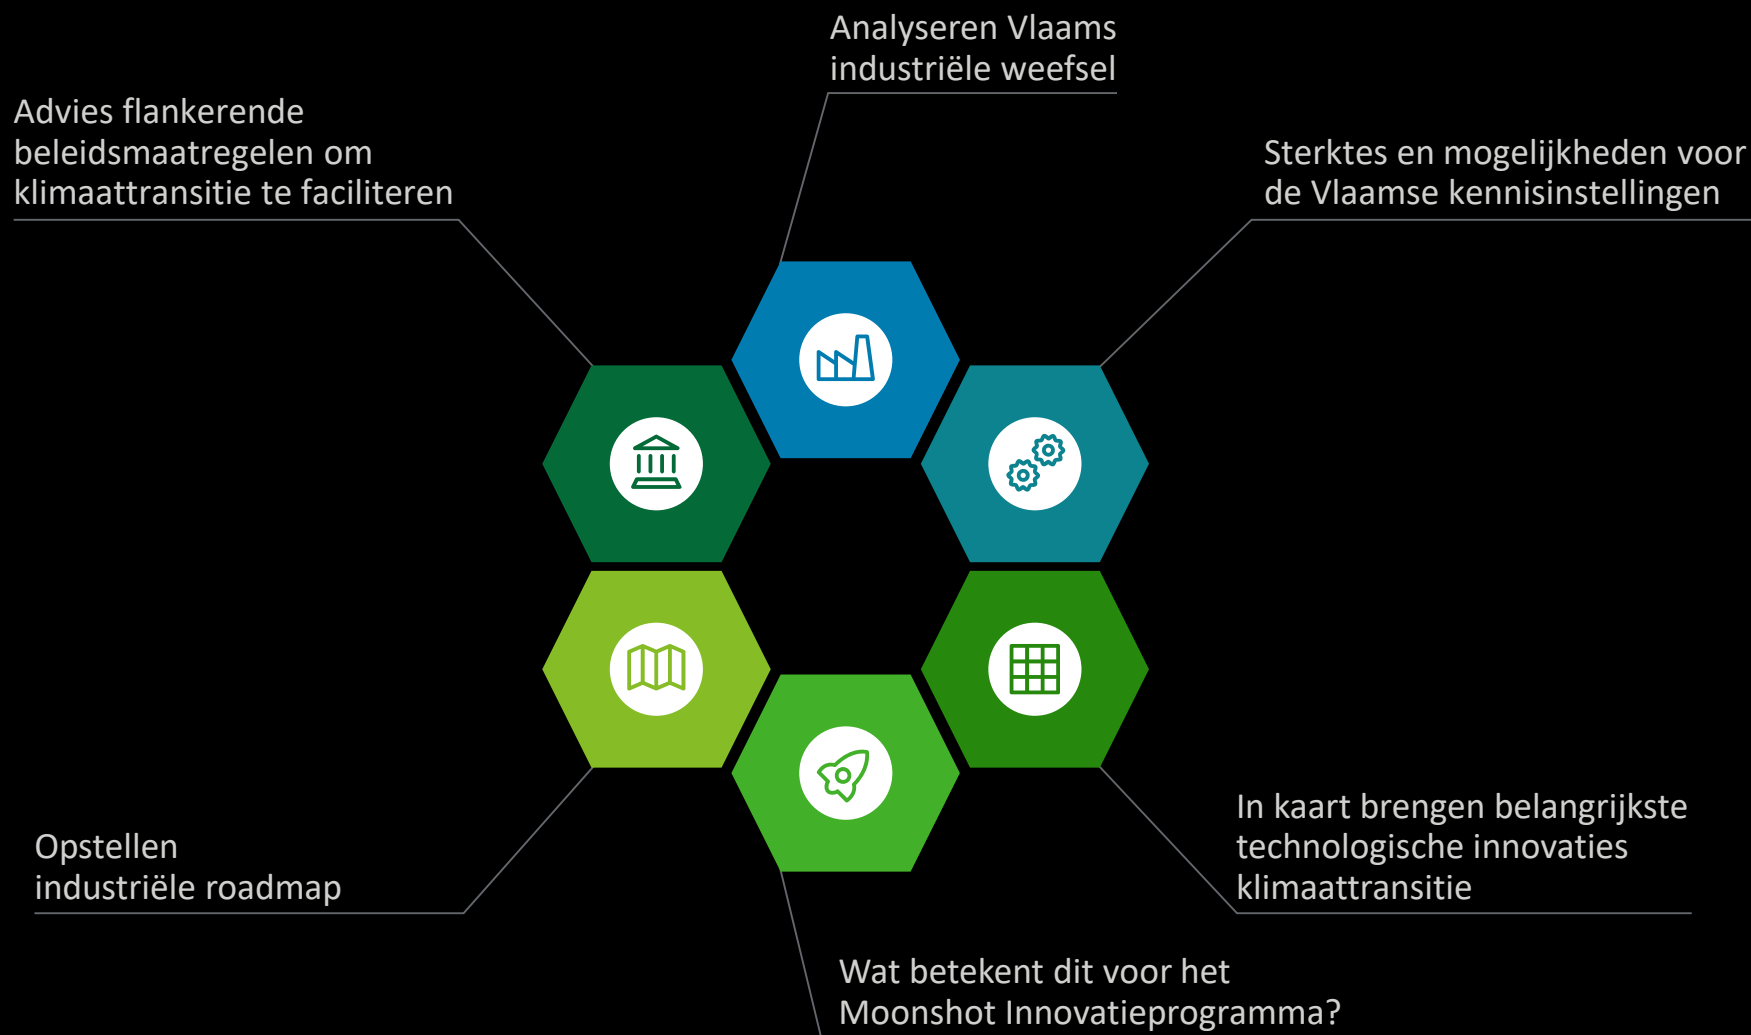 Analyseren Vlaams
industriële weefsel
Advies flankerende
beleidsmaatregelen om
klimaattransitie te faciliteren
Sterktes en mogelijkheden voor
de Vlaamse kennisinstellingen
Opstellen
industriële roadmap
In kaart brengen belangrijkste
technologische innovaties
klimaattransitie
Wat betekent dit voor het
Moonshot Innovatieprogramma?